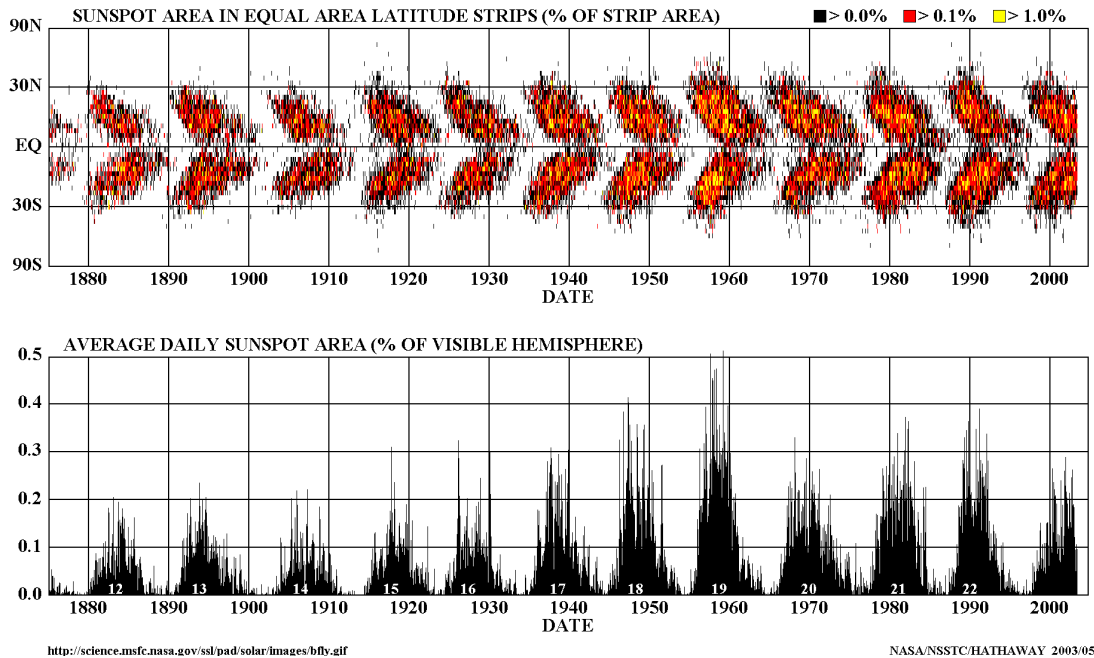 SUNSPOT AREA IN EQUAL AREA LATITUDE STRIPS (% OF STRIP AREA) > 0.0% > 0.1% > 1.0%
90N
30N
EQ
30S
90S
1880 1890 1900 1910 1920 1930 1940 1950 1960 1970 1980 1990 2000
DATE
AVERAGE DAILY SUNSPOT AREA (% OF VISIBLE HEMISPHERE)
0.5
0.4
0.3
0.2
0.1
0.0
12 13 14 15 16 17 18 19 20 21 22
1880 1890 1900 1910 1920 1930 1940 1950 1960 1970 1980 1990 2000
DATE
http://science.msfc.nasa.gov/ssl/pad/solar/images/bfly.gif NASA/NSSTC/HATHAWAY 2003/05